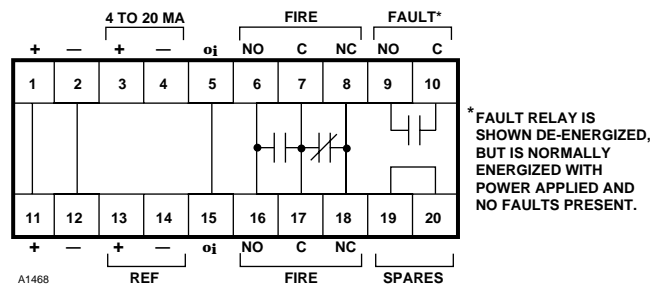 4 TO 20 MA FIRE FAULT*
+ — + — oi NO C NC NO C
1 2 3 4 5 6 7 8 9 10
*FAULT RELAY IS
SHOWN DE-ENERGIZED,
BUT IS NORMALLY
ENERGIZED WITH
POWER APPLIED AND
NO FAULTS PRESENT.
11 12 13 14 15 16 17 18 19 20
+ — + — oi NO C NC
A1468 REF FIRE SPARES